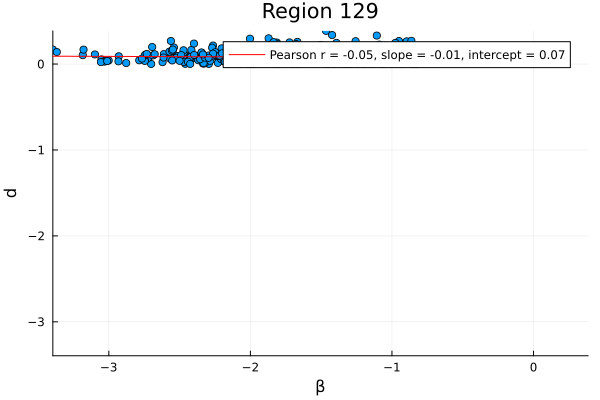 Region 129
Pearson r = -0.05, slope = -0.01, intercept = 0.07
d
0
−1
−2
−3
−3
−2
−1
0
β